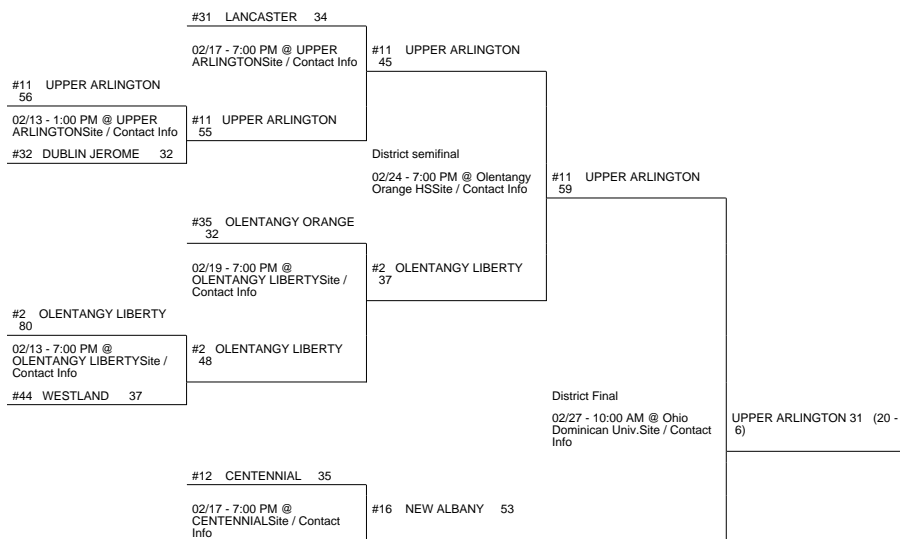 #31 LANCASTER 34
02/17 - 7:00 PM @ UPPER
ARLINGTONSite / Contact Info
#11 UPPER ARLINGTON
45
#11 UPPER ARLINGTON
56
02/13 - 1:00 PM @ UPPER
ARLINGTONSite / Contact Info
#11 UPPER ARLINGTON
55
#32 DUBLIN JEROME 32
District semifinal
02/24 - 7:00 PM @ Olentangy
Orange HSSite / Contact Info
#11 UPPER ARLINGTON
59
#35 OLENTANGY ORANGE
32
02/19 - 7:00 PM @
OLENTANGY LIBERTYSite /
Contact Info
#2 OLENTANGY LIBERTY
37
#2 OLENTANGY LIBERTY
80
02/13 - 7:00 PM @
OLENTANGY LIBERTYSite /
Contact Info
#2 OLENTANGY LIBERTY
48
#44 WESTLAND 37
District Final
02/27 - 10:00 AM @ Ohio
Dominican Univ.Site / Contact
Info
UPPER ARLINGTON 31 (20 -
6)
#12 CENTENNIAL 35
02/17 - 7:00 PM @
CENTENNIALSite / Contact
Info
#16 NEW ALBANY 53